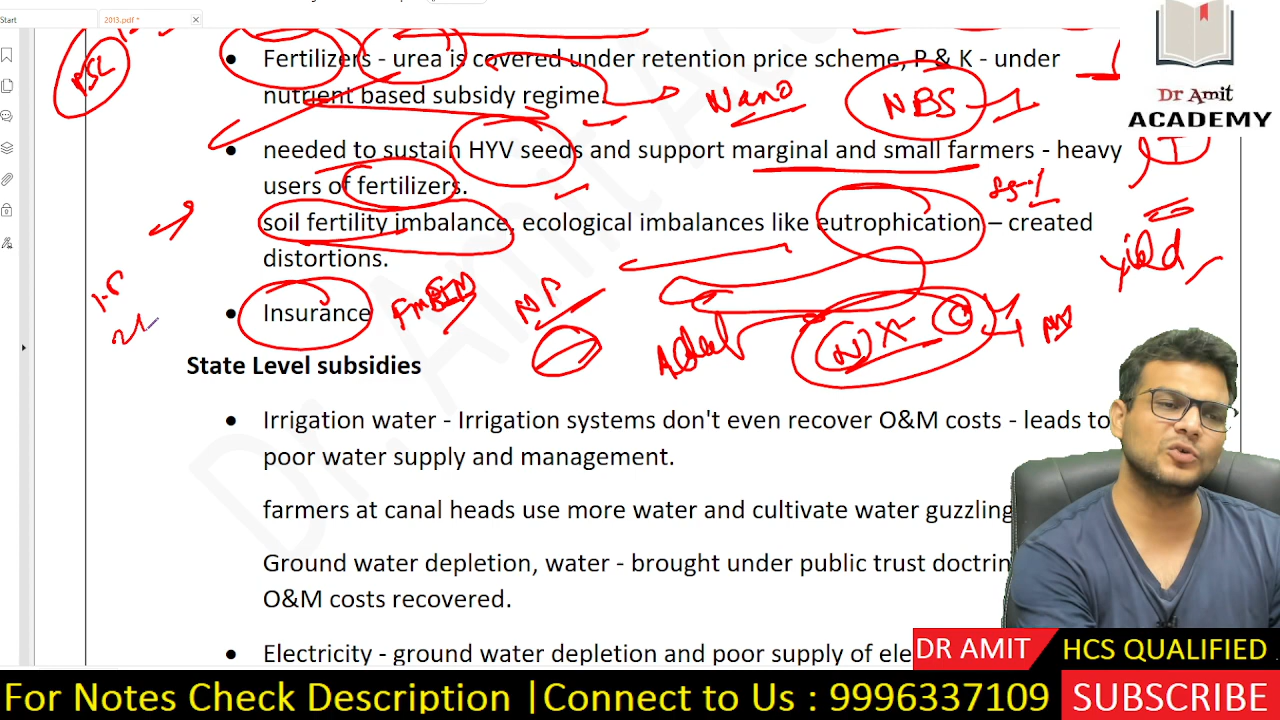 Start
2013.pdf *
Fertilizers - urea is covered under retention price scheme, P & K - under
nutrient based subsidy regime.
Nano
NBS
1
1
Dr Amit
ACADEMY
needed to sustain HYV seeds and support marginal and small farmers - heavy
users of fertilizers.
soil fertility imbalance, ecological imbalances like eutrophication – created
distortions.
yield
Insurance
NP
State Level subsidies
Irrigation water - Irrigation systems don't even recover O&M costs - leads to
poor water supply and management.
farmers at canal heads use more water and cultivate water guzzling
Ground water depletion, water - brought under public trust doctrin
O&M costs recovered.
Electricity - ground water depletion and poor supply of ele
DR AMIT
HCS QUALIFIED
For Notes Check Description |Connect to Us : 9996337109
SUBSCRIBE